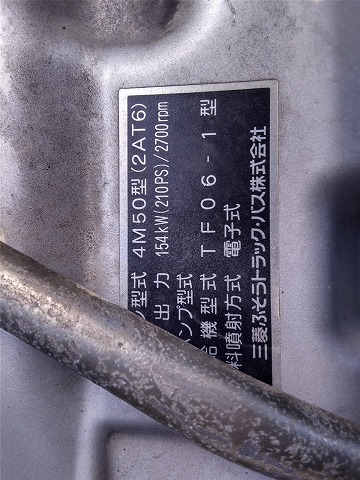 ン型式 4M50型(2AT6)
出力 154kW(210PS)/2700rpm
ンプ型式
機型式 TF06-1型
料噴射方式 電子式
三菱ふそうトラック・バス株式会社